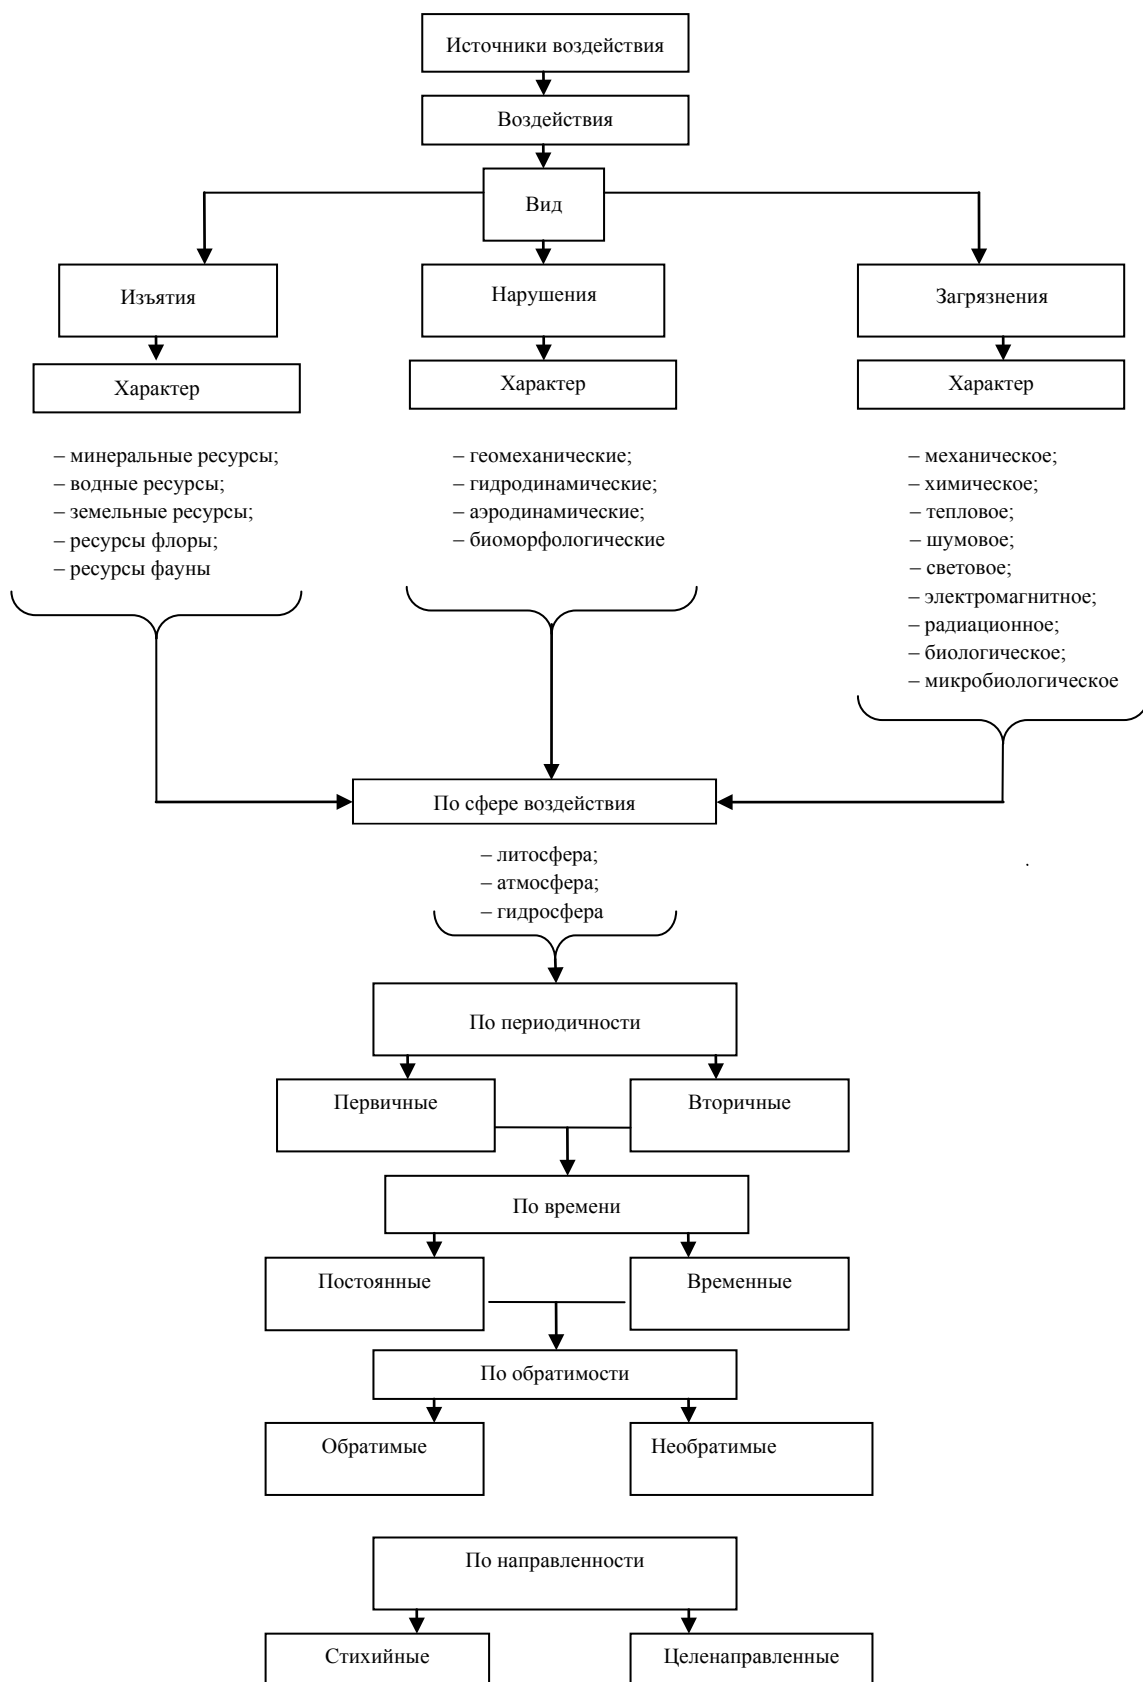 Источники воздействия
Воздействия
Вид
Изъятия
Нарушения
Загрязнения
Характер
Характер
Характер
– минеральные ресурсы;
– водные ресурсы;
– земельные ресурсы;
– ресурсы флоры;
– ресурсы фауны
– геомеханические;
– гидродинамические;
– аэродинамические;
– биоморфологические
– механическое;
– химическое;
– тепловое;
– шумовое;
– световое;
– электромагнитное;
– радиационное;
– биологическое;
– микробиологическое
По сфере воздействия
– литосфера;
– атмосфера;
– гидросфера
.
По периодичности
Первичные
Вторичные
По времени
Постоянные
Временные
По обратимости
Обратимые
Необратимые
По направленности
Стихийные
Целенаправленные